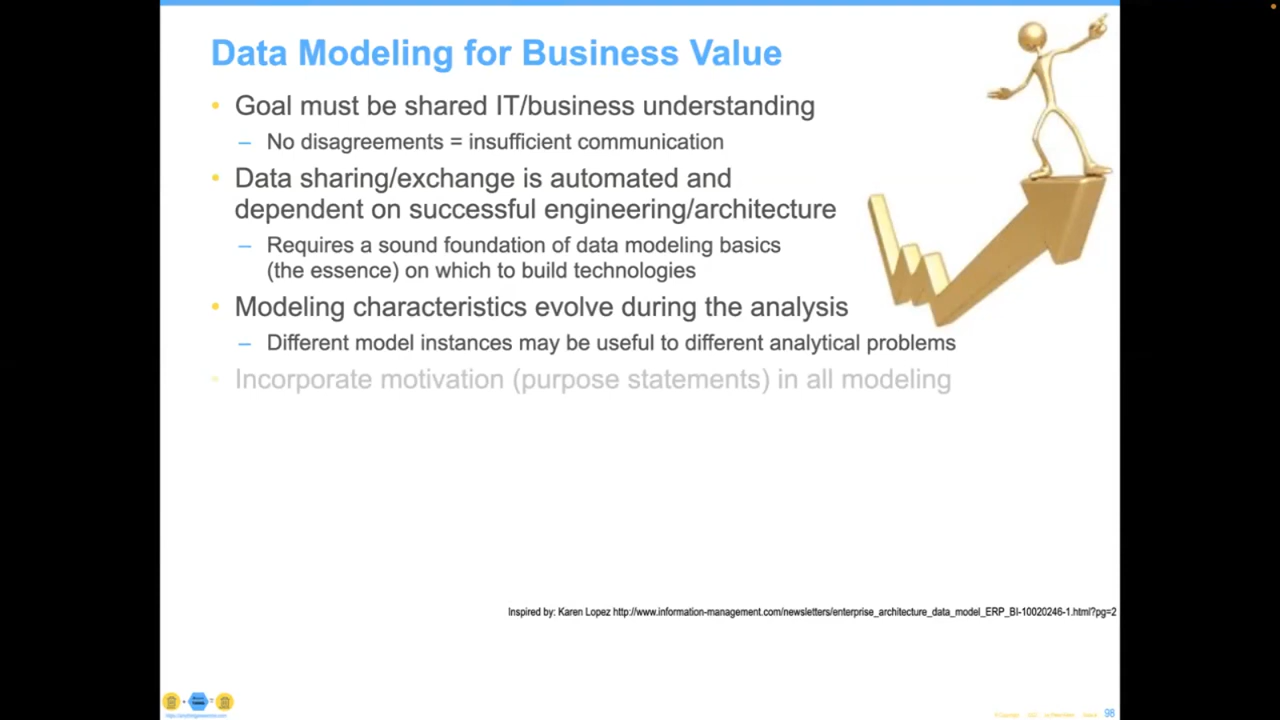 Data Modeling for Business Value
• Goal must be shared IT/business understanding
– No disagreements = insufficient communication
• Data sharing/exchange is automated and
dependent on successful engineering/architecture
– Requires a sound foundation of data modeling basics
(the essence) on which to build technologies
• Modeling characteristics evolve during the analysis
– Different model instances may be useful to different analytical problems
• Incorporate motivation (purpose statements) in all modeling
Inspired by: Karen Lopez http://www.information-management.com/newsletters/enterprise_architecture_data_model_ERP_BI-10020246-1.html?pg=2
98